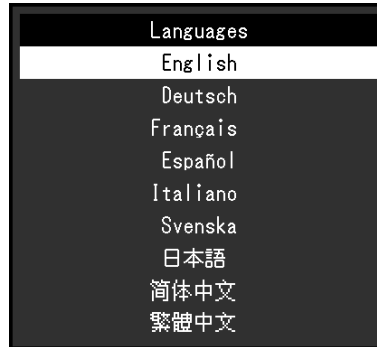 Languages
English
Deutsch
Français
Español
Italiano
Svenska
日本語
简体中文
繁體中文